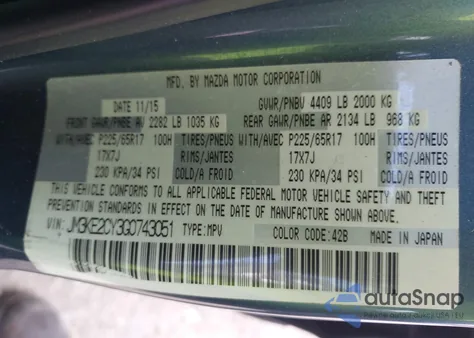 MFD. BY MAZDA MOTOR CORPORATION
DATE 11/15 GVWR/PNBV 4409 LB 2000 KG
FRONT GAWR/PNBE AV 2282 LB 1035 KG REAR GAWR/PNBE AR 2134 LB 968 KG
WITH/AVEC P225/65R17 100H TIRES/PNEUS WITH/AVEC P225/65R17 100H TIRES/PNEUS
17X7J RIMS/JANTES 17X7J RIMS/JANTES
230 KPA/34 PSI COLD/A FROID 230 KPA/34 PSI COLD/A FROID
THIS VEHICLE CONFORMS TO ALL APPLICABLE FEDERAL MOTOR VEHICLE SAFETY AND THEFT
PREVENTION STANDARDS IN EFFECT ON THE DATE OF MANUFACTURE SHOWN ABOVE.
VIN: JM3KE2CY3G0743051 TYPE:MPV COLOR CODE:42B MADE IN JAPAN
autoSnap